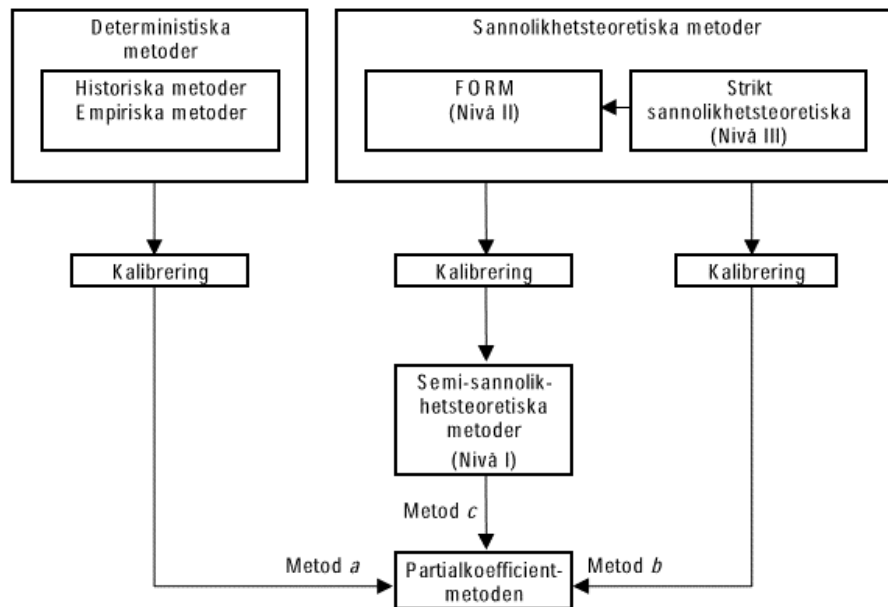 Deterministiska
metoder
Historiska metoder
Empiriska metoder
Sannolikhetsteoretiska metoder
FORM
(Nivå II)
Strikt
sannolikhetsteoretiska
(Nivå III)
Kalibrering
Kalibrering
Kalibrering
Semi-sannolik-
hetsteoretiska
metoder
(Nivå I)
Metod c
Metod a
Partialkoefficient-
metoden
Metod b